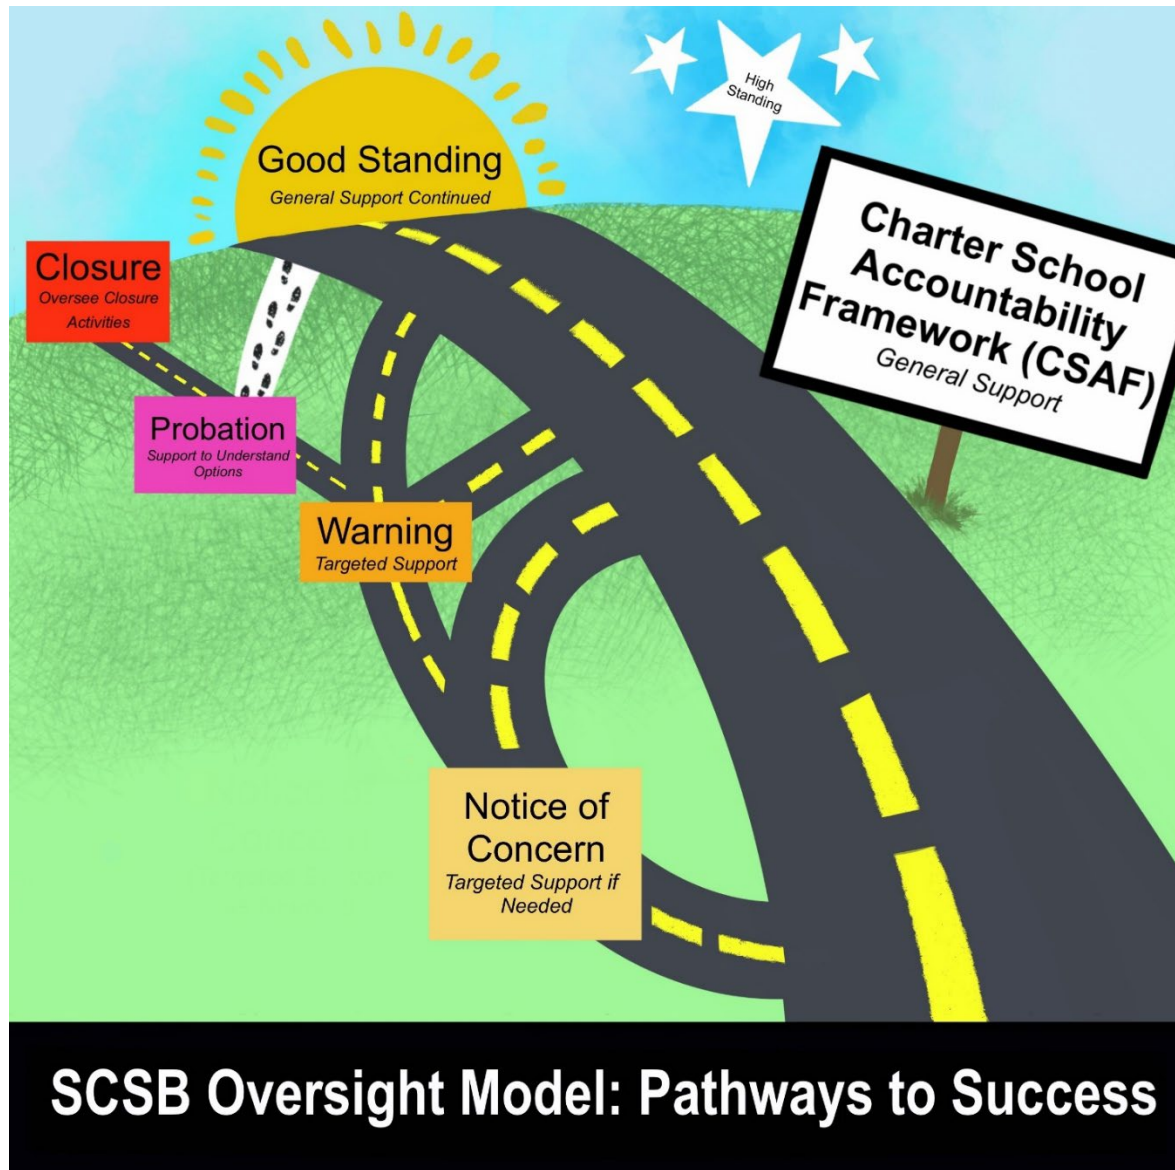 High
Standing
Good Standing
General Support Continued
Charter School
Accountability
Framework (CSAF)
General Support
Closure
Oversee Closure
Activities
Probation
Support to Understand
Options
Warning
Targeted Support
Notice of
Concern
Targeted Support if
Needed
SCSB Oversight Model: Pathways to Success